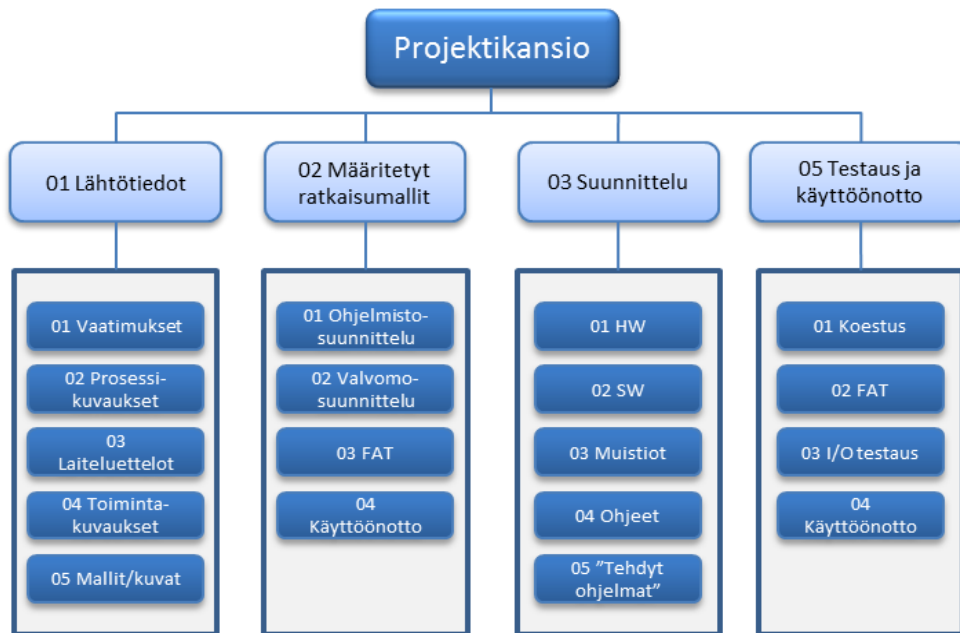 Projektikansio
01 Lähtötiedot
02 Määritetyt
ratkaisumallit
03 Suunnittelu
05 Testaus ja
käyttöönotto
01 Vaatimukset
02 Prosessi-
kuvaukset
03
Laiteluettelot
04 Toiminta-
kuvaukset
05 Mallit/kuvat
01 Ohjelmisto-
suunnittelu
02 Valvomo-
suunnittelu
03 FAT
04
Käyttöönotto
01 HW
02 SW
03 Muistiot
04 Ohjeet
05 ”Tehdyt
ohjelmat”
01 Koestus
02 FAT
03 I/O testaus
04
Käyttöönotto